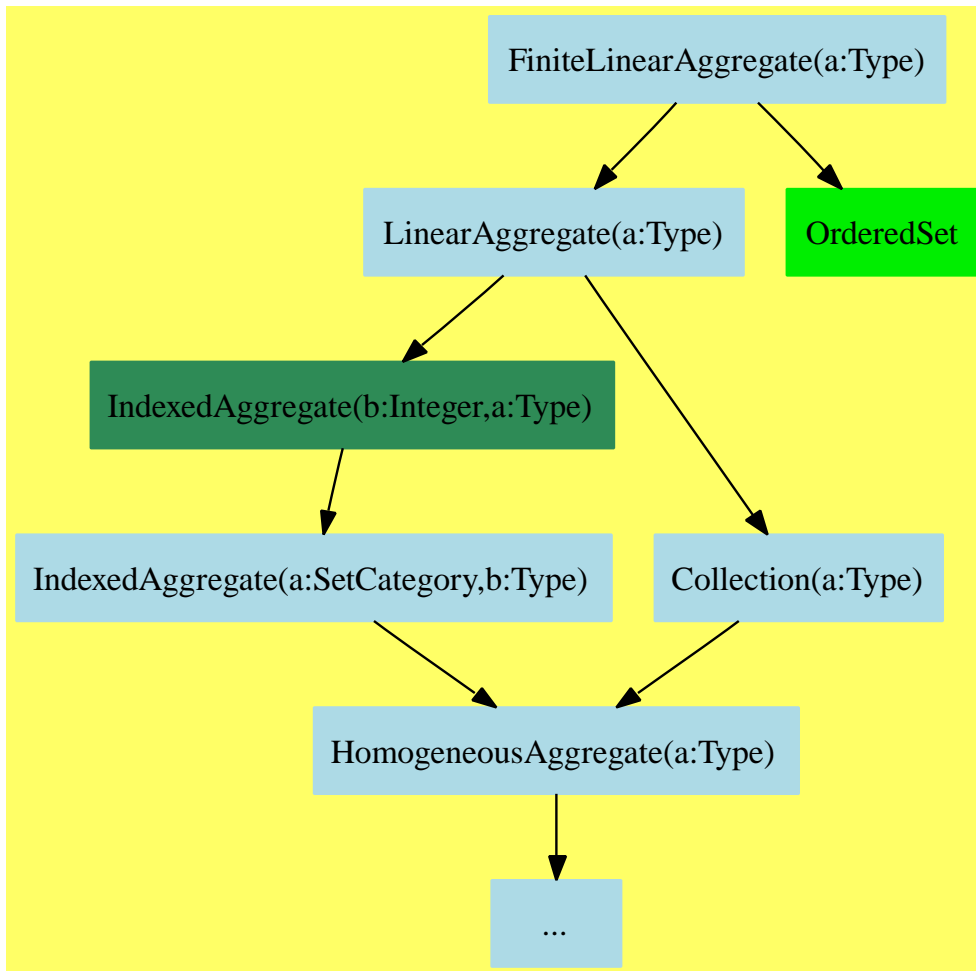 FiniteLinearAggregate(a:Type)
LinearAggregate(a:Type)
OrderedSet
IndexedAggregate(b:Integer,a:Type)
IndexedAggregate(a:SetCategory,b:Type)
Collection(a:Type)
HomogeneousAggregate(a:Type)
...